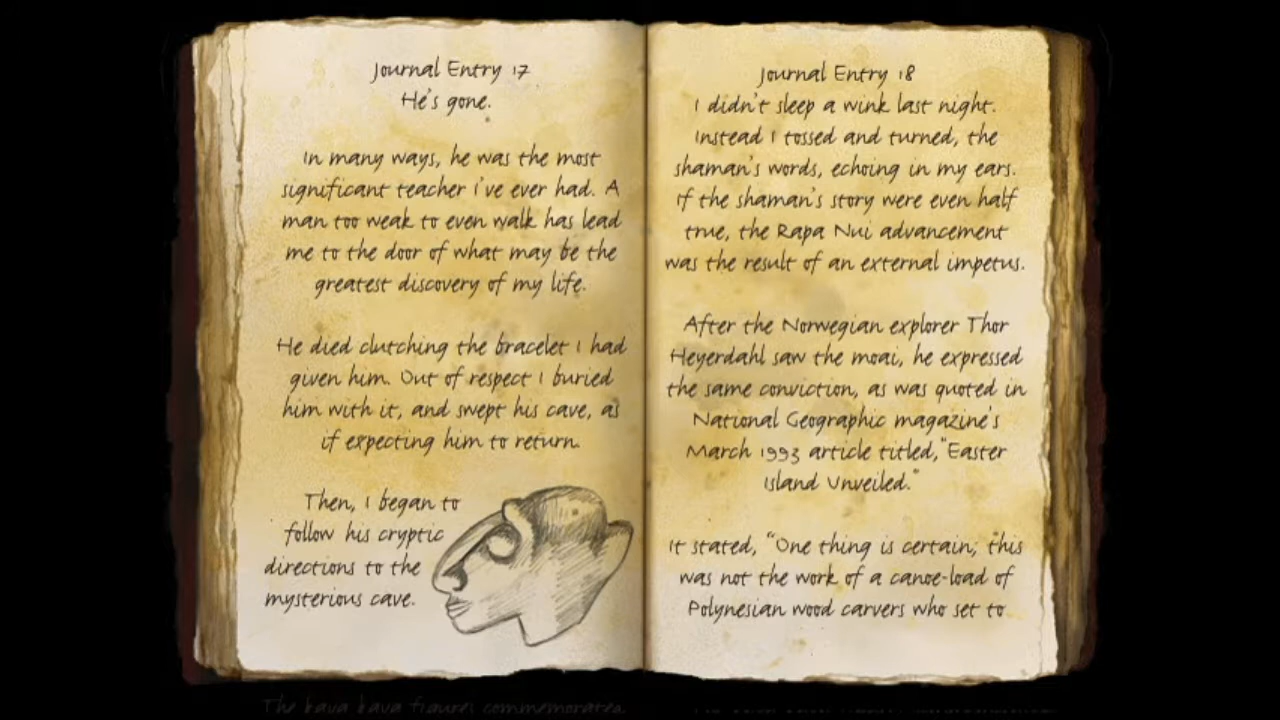 Journal Entry 17
He's gone.
In many ways, he was the most
significant teacher I've ever had. A
man too weak to even walk has lead
me to the door of what may be the
greatest discovery of my life.
He died clutching the bracelet I had
given him. Out of respect I buried
him with it, and swept his cave, as
if expecting him to return.
Then, I began to
follow his cryptic
directions to the
mysterious cave.
Journal Entry 18
I didn't sleep a wink last night.
Instead I tossed and turned, the
shaman's words, echoing in my ears.
If the shaman's story were even half
true, the Rapa Nui advancement
was the result of an external impetus.
After the Norwegian explorer Thor
Heyerdahl saw the moai, he expressed
the same conviction, as was quoted in
National Geographic magazine's
March 1993 article titled, "Easter
Island Unveiled."
It stated, "One thing is certain; this
was not the work of a canoe-load of
Polynesian wood carvers who set to
The kava kava figures commemorates